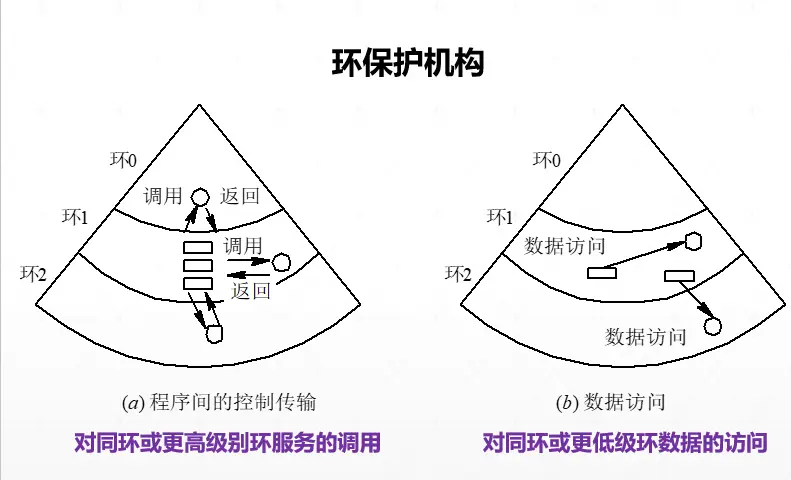 环保护机构
环0
调用
返回
环1
调用
环2
返回
(a) 程序间的控制传输
对同环或更高级别环服务的调用
环0
环1
数据访问
环2
数据访问
(b) 数据访问
对同环或更低级环数据的访问